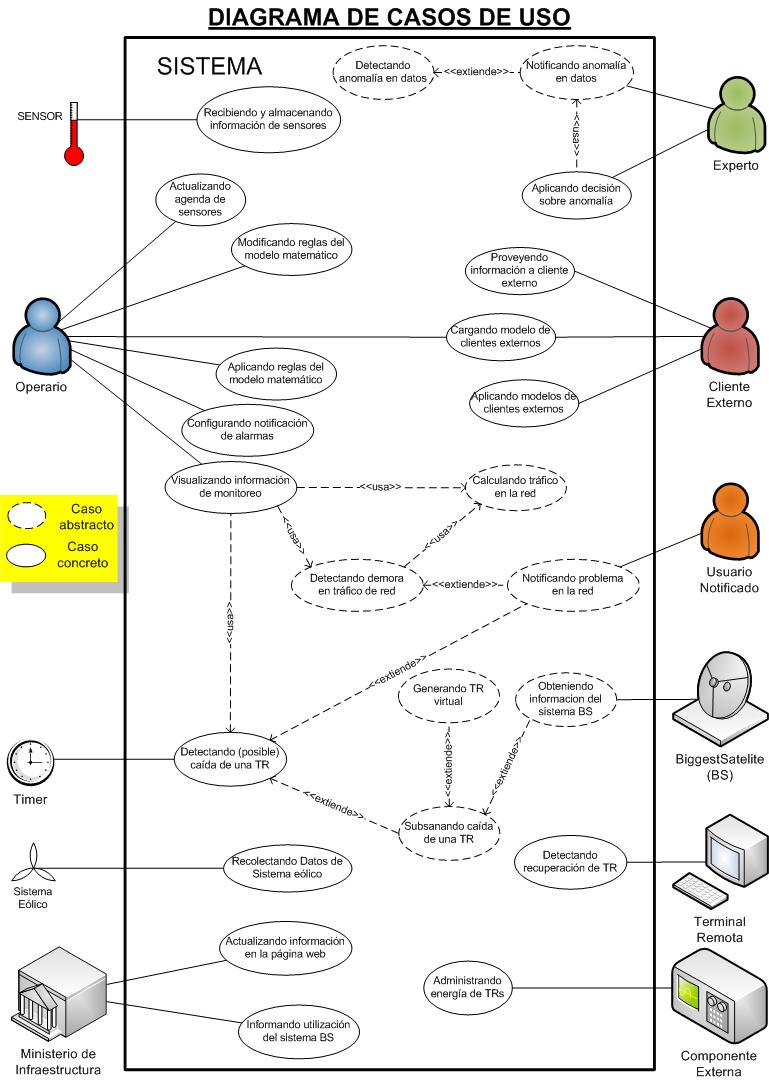 DIAGRAMA DE CASOS DE USO
SISTEMA
Detectando
anomalía en datos
<<extiende>>
Notificando anomalía
en datos
SENSOR
Recibiendo y almacenando
información de sensores
<<usa>>
Experto
Actualizando
agenda de
sensores
Aplicando decisión
sobre anomalía
Modificando reglas del
modelo matemático
Proveyendo
información a cliente
externo
Operario
Cargando modelo de
clientes externos
Cliente
Externo
Aplicando reglas del
modelo matemático
Aplicando modelos de
clientes externos
Configurando notificación
de alarmas
Visualizando información
de monitoreo
<<usa>>
Calculando tráfico
en la red
Caso
abstracto
Caso
concreto
<<usa>>
<<usa>>
Detectando demora
en tráfico de red
<<extiende>>
Notificando problema
en la red
Usuario
Notificado
<<usa>>
<<extiende>>
Generando TR
virtual
Obteniendo
informacion del
sistema BS
BiggestSatelite
(BS)
Timer
Detectando (posible)
caída de una TR
<<extiende>>
<<extiende>>
<<extiende>>
Subsanando caída
de una TR
Sistema
Eólico
Recolectando Datos de
Sistema eólico
Detectando
recuperación de TR
Terminal
Remota
Actualizando información
en la página web
Administrando
energía de TRs
Informando utilización
del sistema BS
Ministerio de
Infraestructura
Componente
Externa